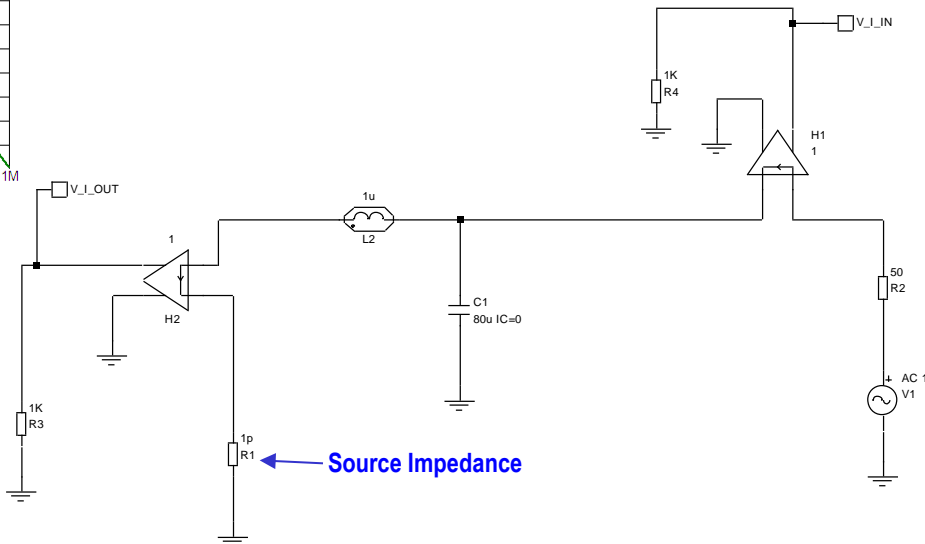 V_I_IN
1K
R4
H1
1
1M
V_I_OUT
1u
L2
1
H2
50
R2
C1
80u IC=0
+
AC 1
V1
1K
R3
1p
R1
Source Impedance